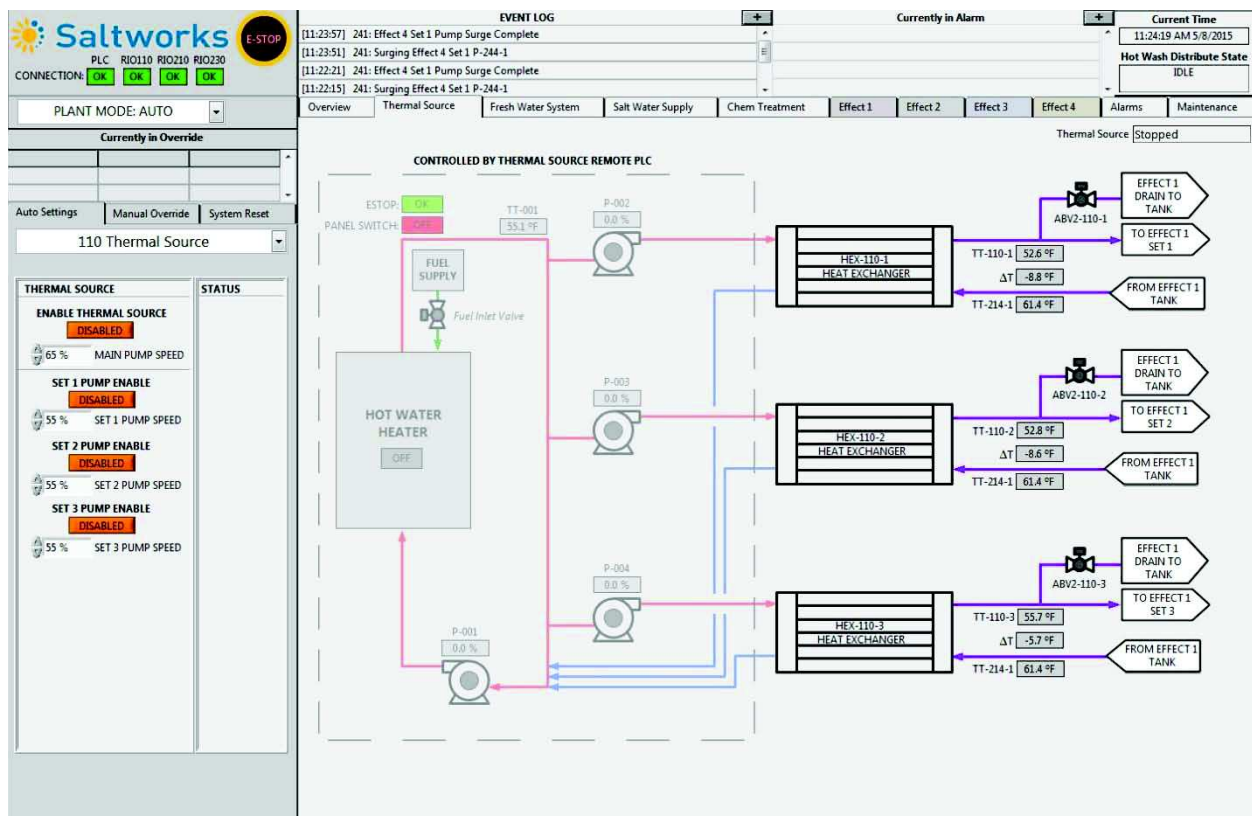 Saltworks
E-STOP
PLC RIO110 RIO210 RIO230
CONNECTION: OK OK OK OK
PLANT MODE: AUTO
Currently in Override
Auto Settings Manual Override System Reset
110 Thermal Source
THERMAL SOURCE STATUS
ENABLE THERMAL SOURCE
DISABLED
65 % MAIN PUMP SPEED
SET 1 PUMP ENABLE
DISABLED
55 % SET 1 PUMP SPEED
SET 2 PUMP ENABLE
DISABLED
55 % SET 2 PUMP SPEED
SET 3 PUMP ENABLE
DISABLED
55 % SET 3 PUMP SPEED
EVENT LOG +
[11:23:57] 241: Effect 4 Set 1 Pump Surge Complete
[11:23:51] 241: Surging Effect 4 Set 1 P-244-1
[11:22:21] 241: Effect 4 Set 1 Pump Surge Complete
[11:22:15] 241: Surging Effect 4 Set 1 P-244-1
Currently in Alarm +
Current Time
11:24:19 AM 5/8/2015
Hot Wash Distribute State
IDLE
Overview Thermal Source Fresh Water System Salt Water Supply Chem Treatment Effect 1 Effect 2 Effect 3 Effect 4 Alarms Maintenance
Thermal Source Stopped
CONTROLLED BY THERMAL SOURCE REMOTE PLC
ESTOP: OK
PANEL SWITCH: OFF
TT-001
55.1 ºF
P-002
0.0 %
FUEL
SUPPLY
Fuel Inlet Valve
HOT WATER
HEATER
OFF
P-003
0.0 %
P-004
0.0 %
P-001
0.0 %
HEX-110-1
HEAT EXCHANGER
ABV2-110-1
EFFECT 1
DRAIN TO
TANK
TO EFFECT 1
SET 1
TT-110-1 52.6 ºF
ΔT -8.8 ºF
TT-214-1 61.4 ºF
FROM EFFECT 1
TANK
HEX-110-2
HEAT EXCHANGER
ABV2-110-2
EFFECT 1
DRAIN TO
TANK
TO EFFECT 1
SET 2
TT-110-2 52.8 ºF
ΔT -8.6 ºF
TT-214-1 61.4 ºF
FROM EFFECT 1
TANK
HEX-110-3
HEAT EXCHANGER
ABV2-110-3
EFFECT 1
DRAIN TO
TANK
TO EFFECT 1
SET 3
TT-110-3 55.7 ºF
ΔT -5.7 ºF
TT-214-1 61.4 ºF
FROM EFFECT 1
TANK